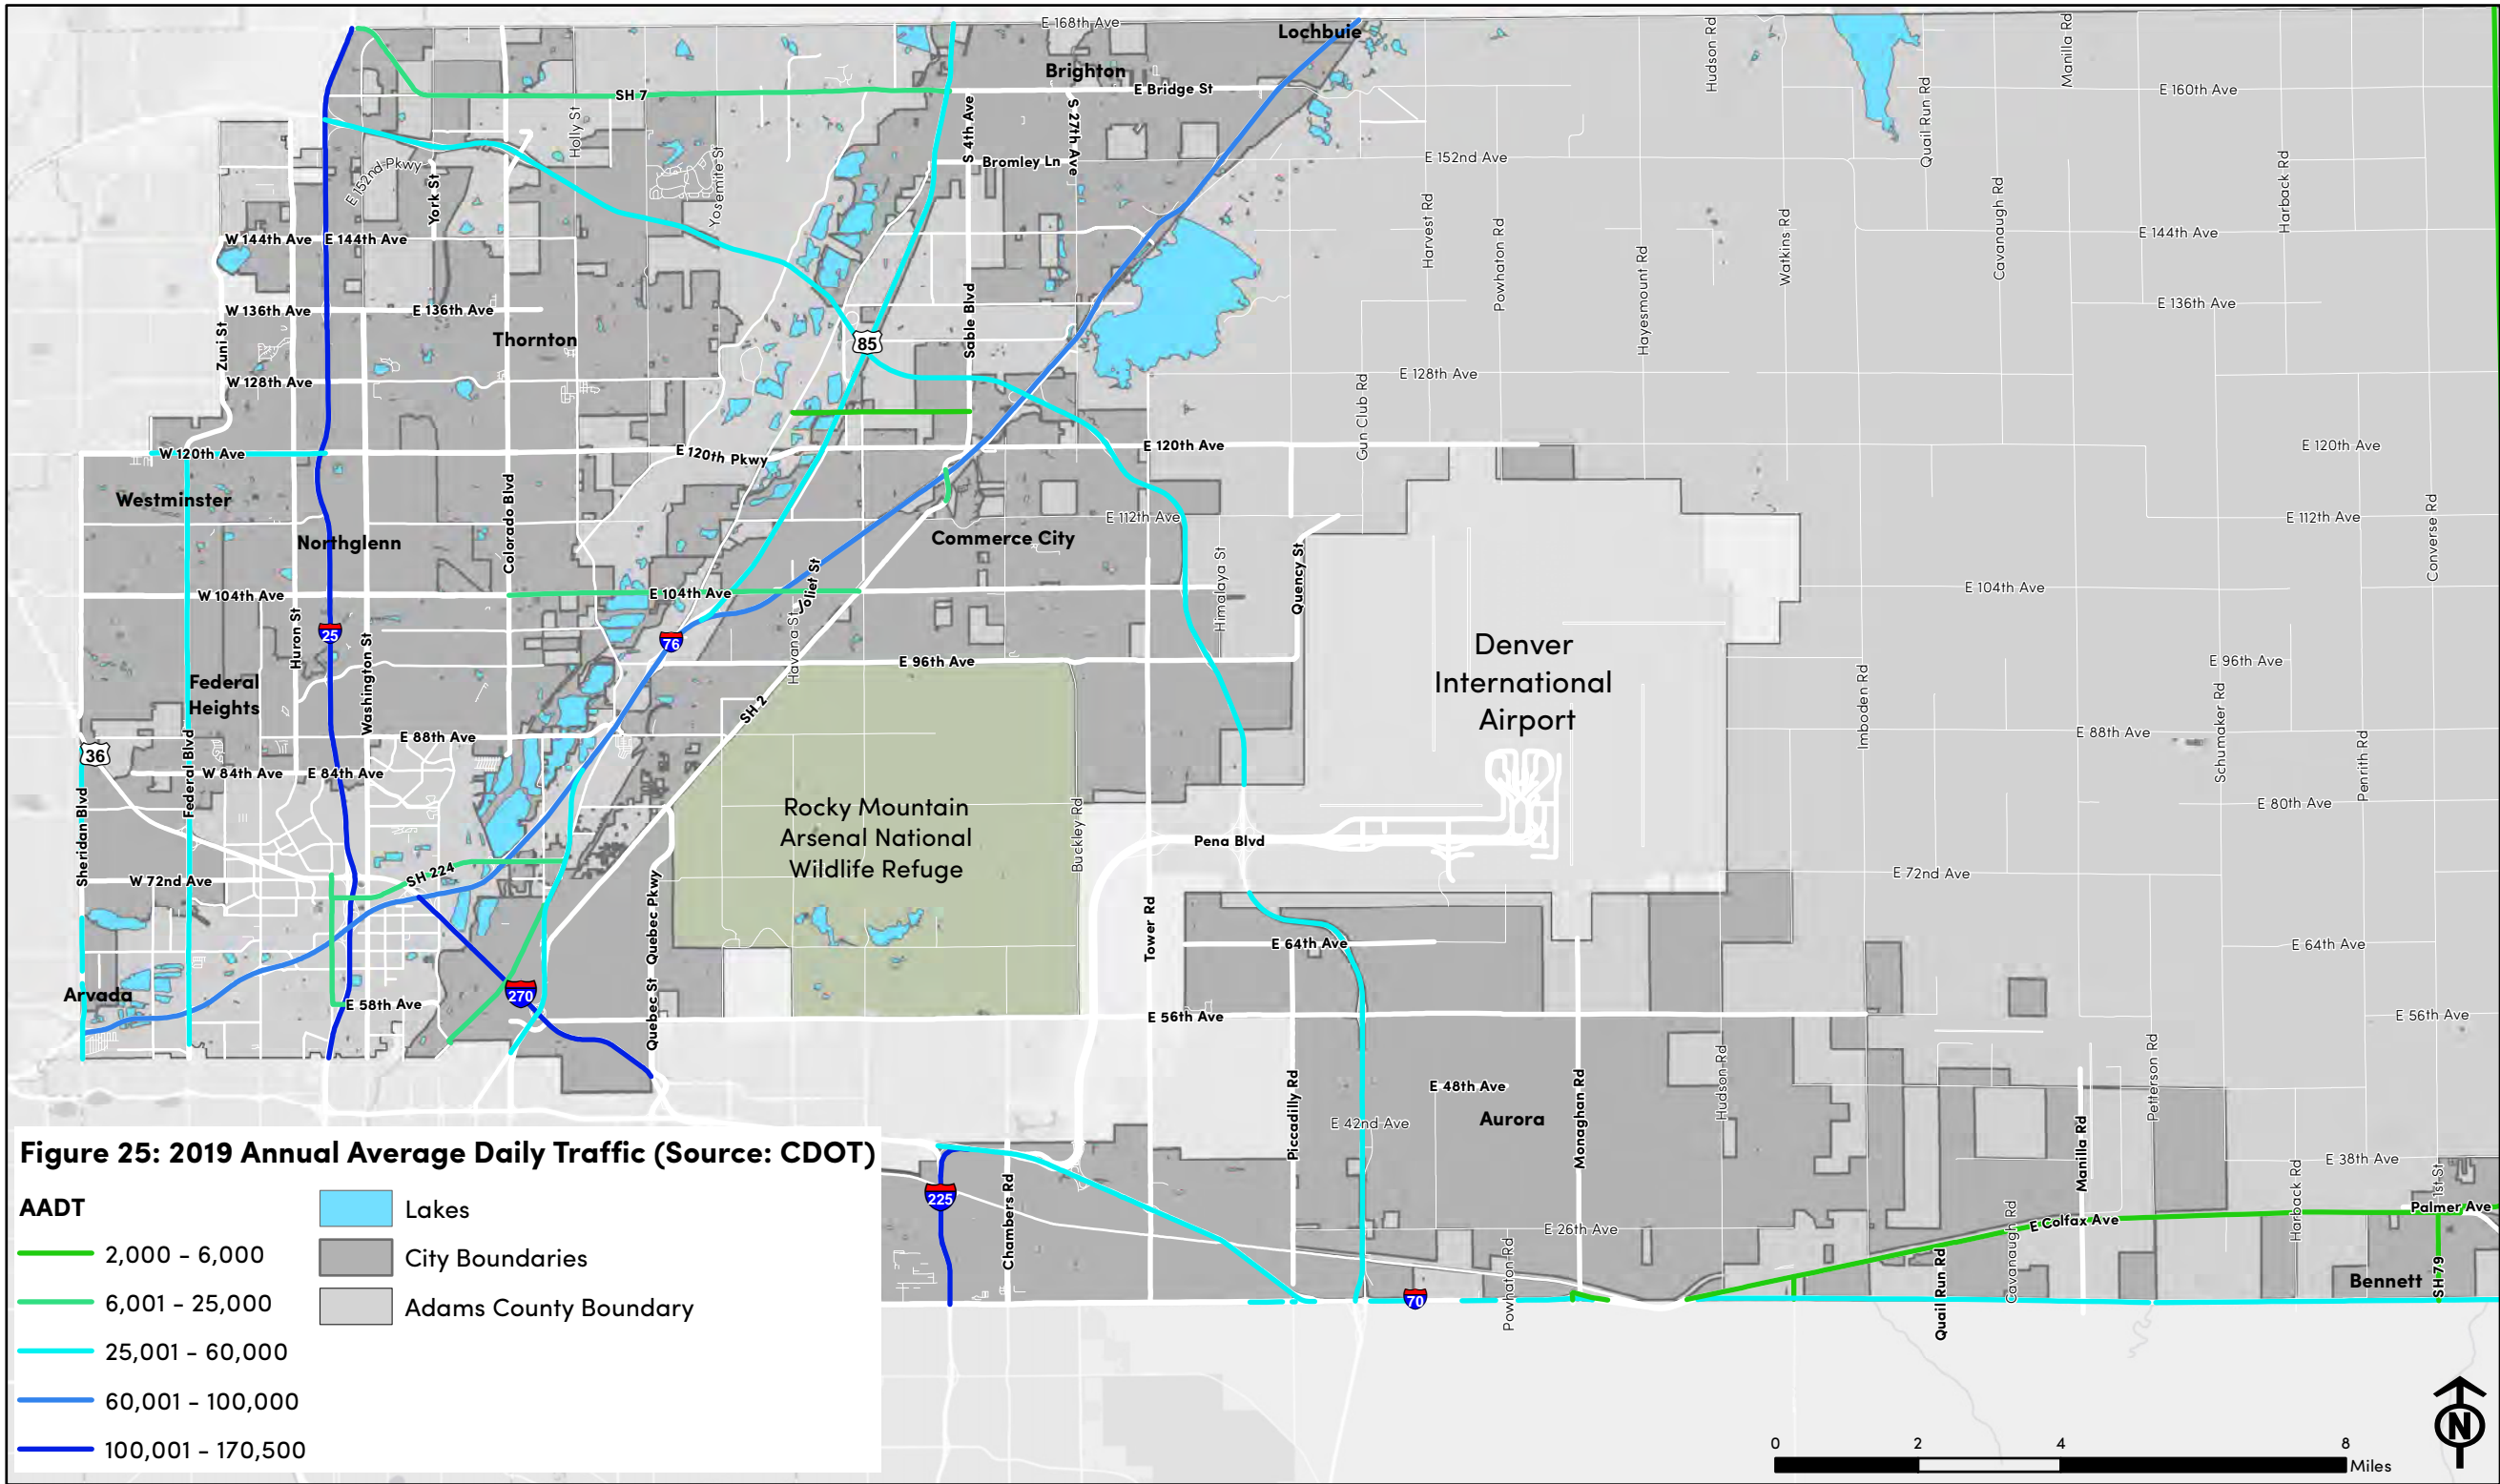 E 168th Ave
Lochbuie
Brighton
Hudson Rd
Manilla Rd
SH 7
E Bridge St
E 160th Ave
Holly St
S 4th Ave
S 27th Ave
Quail Run Rd
E 152nd Pkwy
York St
Yosemite St
Bromley Ln
E 152nd Ave
Harvest Rd
Powhaton Rd
Hayesmount Rd
Watkins Rd
Cavanaugh Rd
Harback Rd
W 144th Ave
E 144th Ave
E 144th Ave
W 136th Ave
E 136th Ave
E 136th Ave
Zuni St
Thornton
85
Sable Blvd
W 128th Ave
E 128th Ave
Gun Club Rd
W 120th Ave
E 120th Pkwy
E 120th Ave
E 120th Ave
Westminster
Colorado Blvd
E 112th Ave
E 112th Ave
Converse Rd
Northglenn
Commerce City
Joliet St
Himalaya St
Quency St
W 104th Ave
E 104th Ave
E 104th Ave
Huron St
25
Washington St
76
Havana St
E 96th Ave
E 96th Ave
Denver
International
Airport
Federal
Heights
SH 2
Imboden Rd
Schumaker Rd
Penrith Rd
36
Federal Blvd
E 88th Ave
E 88th Ave
W 84th Ave
E 84th Ave
Sheridan Blvd
Rocky Mountain
Arsenal National
Wildlife Refuge
Buckley Rd
E 80th Ave
Pena Blvd
W 72nd Ave
SH 224
E 72nd Ave
Quebec Pkwy
Tower Rd
E 64th Ave
E 64th Ave
Arvada
E 58th Ave
270
Quebec St
E 56th Ave
E 56th Ave
Piccadilly Rd
E 48th Ave
Monaghan Rd
Hudson Rd
Petterson Rd
E 42nd Ave
Aurora
Manilla Rd
E 38th Ave
225
Chambers Rd
E 26th Ave
Powhaton Rd
Cavanaugh Rd
E Colfax Ave
Harback Rd
1st St
Palmer Ave
Quail Run Rd
Bennett
SH 79
70
Figure 25: 2019 Annual Average Daily Traffic (Source: CDOT)
AADT
2,000 - 6,000
6,001 - 25,000
25,001 - 60,000
60,001 - 100,000
100,001 - 170,500
Lakes
City Boundaries
Adams County Boundary
0 2 4 8
Miles
N